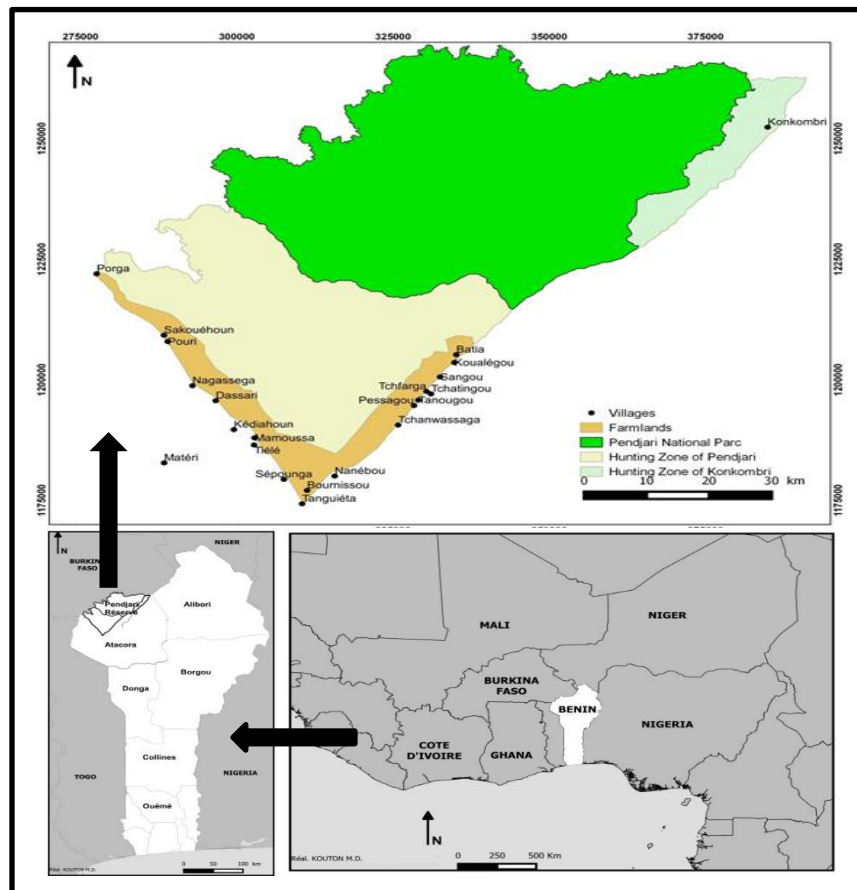 275000 300000 325000 350000 375000
N
1250000
Konkombri
1225000
Porga
Sakouéhoun
Pouri
Batia
Koualégou
1200000
Nagassega
Sangou
Tchfarga
Tchatingou
Dassari
Pessagou
Tanougou
Tchanwassaga
Kédiahoun
Mamoussa
Tiélé
Matéri
Sépounga
Nanébou
Bournissou
Tanguiéta
1175000
Villages
Farmlands
Pendjari National Parc
Hunting Zone of Pendjari
Hunting Zone of Konkombri
0 10 20 30 km
N
NIGER
BURKINA
FASO
Pendjari
Réserve
Alibori
Atacora
Borgou
Donga
Collines
TOGO
NIGERIA
Ouémé
0 50 100
km
Réal. KOUTON M.D.
MALI
NIGER
BURKINA
FASO
BENIN
NIGERIA
COTE
D'IVOIRE
GHANA
N
0 250 500 Km
Réal. KOUTON M.D.